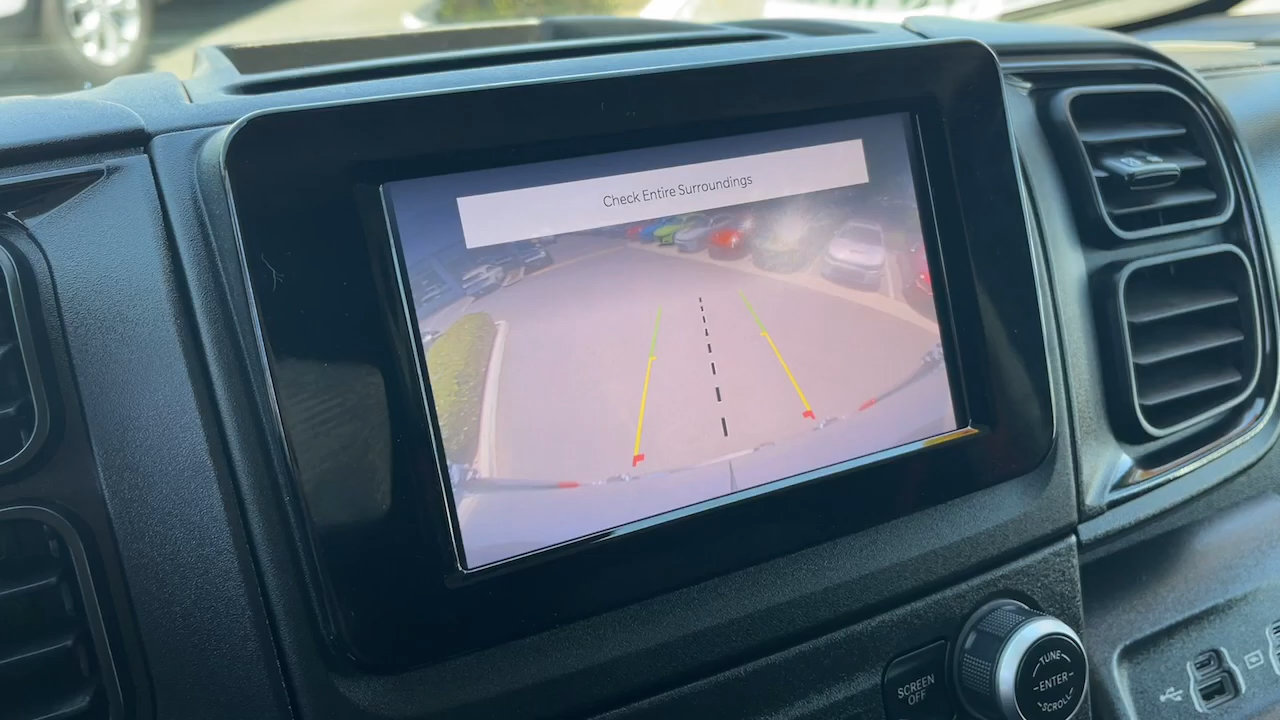 Check Entire Surroundings
SCREEN
OFF
TUNE
ENTER
SCROLL